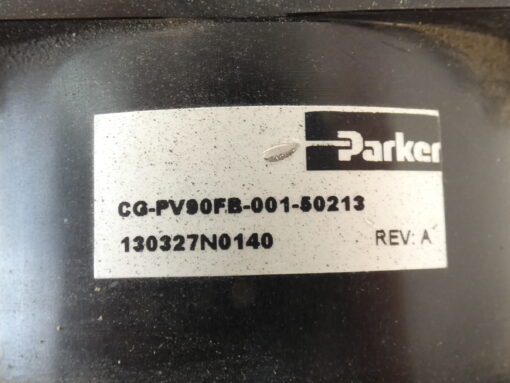 Parker
CG-PV90FB-001-50213
130327N0140
REV: A